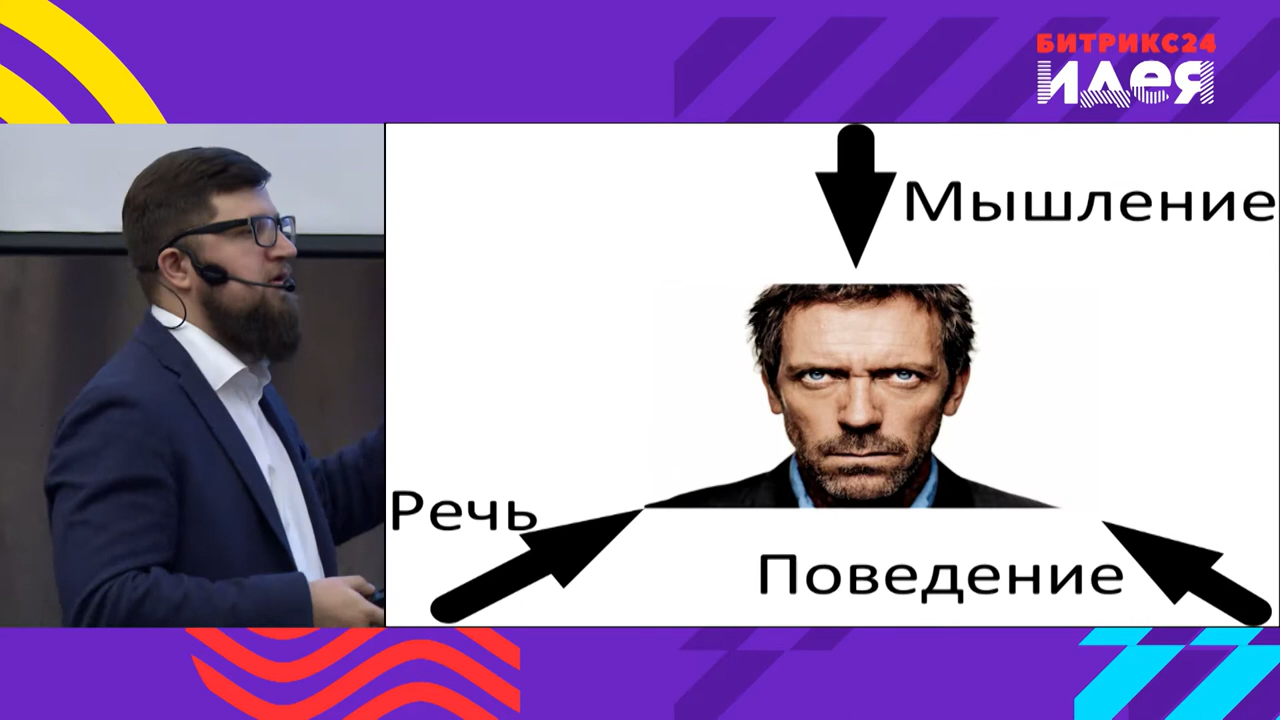 БИТРИКС24
идея
Мышление
Речь
Поведение